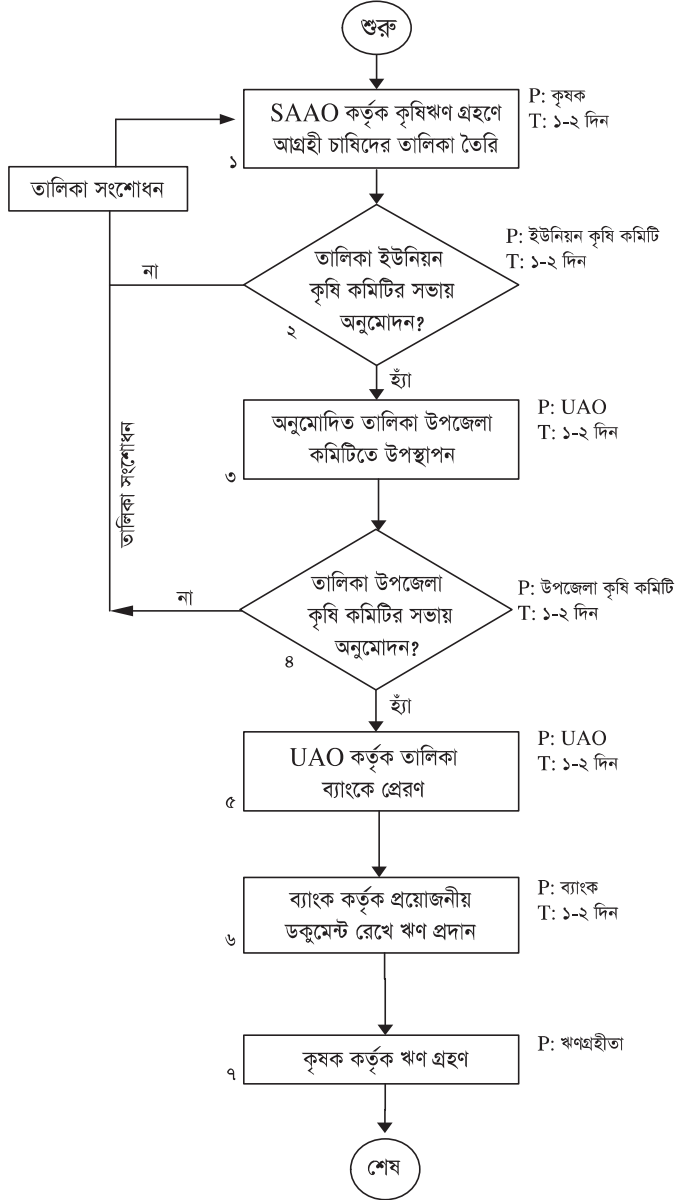 শুরু
SAAO কর্তৃক কৃষিঋণ গ্রহণে
আগ্রহী চাষিদের তালিকা তৈরি
১
P: কৃষক
T: ১-২ দিন
তালিকা সংশোধন
তালিকা ইউনিয়ন
কৃষি কমিটির সভায়
অনুমোদন?
২
P: ইউনিয়ন কৃষি কমিটি
T: ১-২ দিন
না
হ্যাঁ
অনুমোদিত তালিকা উপজেলা
কমিটিতে উপস্থাপন
৩
P: UAO
T: ১-২ দিন
তালিকা সংশোধন
তালিকা উপজেলা
কৃষি কমিটির সভায়
অনুমোদন?
৪
P: উপজেলা কৃষি কমিটি
T: ১-২ দিন
না
হ্যাঁ
UAO কর্তৃক তালিকা
ব্যাংকে প্রেরণ
৫
P: UAO
T: ১-২ দিন
ব্যাংক কর্তৃক প্রয়োজনীয়
ডকুমেন্ট রেখে ঋণ প্রদান
৬
P: ব্যাংক
T: ১-২ দিন
কৃষক কর্তৃক ঋণ গ্রহণ
৭
P: ঋণগ্রহীতা
শেষ